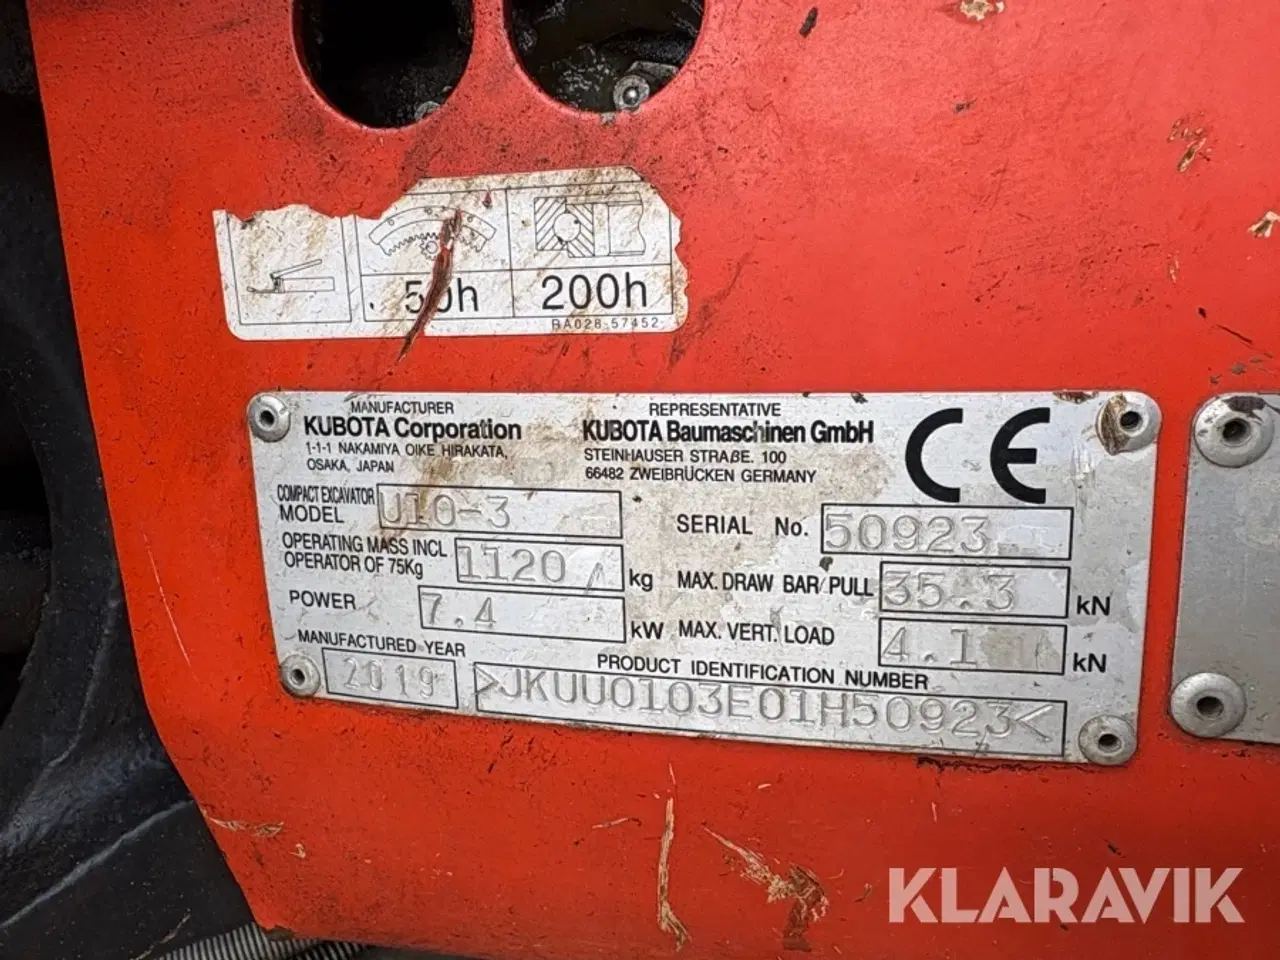 50h 200h
RA028-57452
MANUFACTURER
KUBOTA Corporation
1-1-1 NAKAMIYA OIKE HIRAKATA,
OSAKA, JAPAN
REPRESENTATIVE
KUBOTA Baumaschinen GmbH
STEINHAUSER STRAßE. 100
66482 ZWEIBRÜCKEN GERMANY
CE
COMPACT EXCAVATOR
MODEL U10-3
SERIAL No. 50923
OPERATING MASS INCL
OPERATOR OF 75Kg 1120 kg
MAX. DRAW BAR PULL 35.3 kN
POWER 7.4 kW
MAX. VERT. LOAD 4.1 kN
MANUFACTURED YEAR
2019
PRODUCT IDENTIFICATION NUMBER
>JKUU0103E01H50923<
KLARAVIK